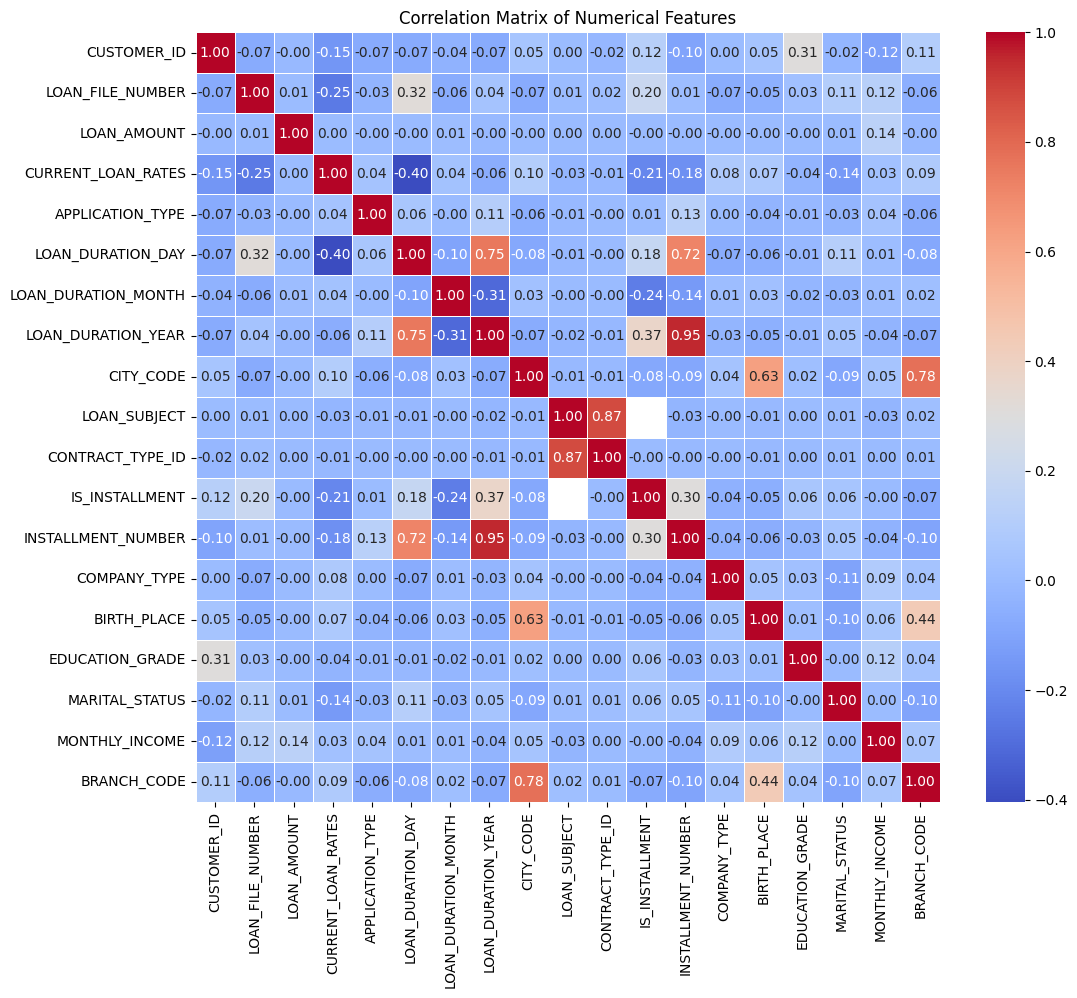 Correlation Matrix of Numerical Features
CUSTOMER_ID 1.00 -0.07 -0.00 -0.15 -0.07 -0.07 -0.04 -0.07 0.05 0.00 -0.02 0.12 -0.10 0.00 0.05 0.31 -0.02 -0.12 0.11
LOAN_FILE_NUMBER -0.07 1.00 0.01 -0.25 -0.03 0.32 -0.06 0.04 -0.07 0.01 0.02 0.20 0.01 -0.07 -0.05 0.03 0.11 0.12 -0.06
LOAN_AMOUNT -0.00 0.01 1.00 0.00 -0.00 -0.00 0.01 -0.00 -0.00 0.00 0.00 -0.00 -0.00 -0.00 -0.00 -0.00 0.01 0.14 -0.00
CURRENT_LOAN_RATES -0.15 -0.25 0.00 1.00 0.04 -0.40 0.04 -0.06 0.10 -0.03 -0.01 -0.21 -0.18 0.08 0.07 -0.04 -0.14 0.03 0.09
APPLICATION_TYPE -0.07 -0.03 -0.00 0.04 1.00 0.06 -0.00 0.11 -0.06 -0.01 -0.00 0.01 0.13 0.00 -0.04 -0.01 -0.03 0.04 -0.06
LOAN_DURATION_DAY -0.07 0.32 -0.00 -0.40 0.06 1.00 -0.10 0.75 -0.08 -0.01 -0.00 0.18 0.72 -0.07 -0.06 -0.01 0.11 0.01 -0.08
LOAN_DURATION_MONTH -0.04 -0.06 0.01 0.04 -0.00 -0.10 1.00 -0.31 0.03 -0.00 -0.00 -0.24 -0.14 0.01 0.03 -0.02 -0.03 0.01 0.02
LOAN_DURATION_YEAR -0.07 0.04 -0.00 -0.06 0.11 0.75 -0.31 1.00 -0.07 -0.02 -0.01 0.37 0.95 -0.03 -0.05 -0.01 0.05 -0.04 -0.07
CITY_CODE 0.05 -0.07 -0.00 0.10 -0.06 -0.08 0.03 -0.07 1.00 -0.01 -0.01 -0.08 -0.09 0.04 0.63 0.02 -0.09 0.05 0.78
LOAN_SUBJECT 0.00 0.01 0.00 -0.03 -0.01 -0.01 -0.00 -0.02 -0.01 1.00 0.87 -0.03 -0.00 -0.01 0.00 0.01 -0.03 0.02
CONTRACT_TYPE_ID -0.02 0.02 0.00 -0.01 -0.00 -0.00 -0.00 -0.01 -0.01 0.87 1.00 -0.00 -0.00 -0.00 -0.01 0.00 0.01 0.00 0.01
IS_INSTALLMENT 0.12 0.20 -0.00 -0.21 0.01 0.18 -0.24 0.37 -0.08 -0.00 1.00 0.30 -0.04 -0.05 0.06 0.06 -0.00 -0.07
INSTALLMENT_NUMBER -0.10 0.01 -0.00 -0.18 0.13 0.72 -0.14 0.95 -0.09 -0.03 -0.00 0.30 1.00 -0.04 -0.06 -0.03 0.05 -0.04 -0.10
COMPANY_TYPE 0.00 -0.07 -0.00 0.08 0.00 -0.07 0.01 -0.03 0.04 -0.00 -0.00 -0.04 -0.04 1.00 0.05 0.03 -0.11 0.09 0.04
BIRTH_PLACE 0.05 -0.05 -0.00 0.07 -0.04 -0.06 0.03 -0.05 0.63 -0.01 -0.01 -0.05 -0.06 0.05 1.00 0.01 -0.10 0.06 0.44
EDUCATION_GRADE 0.31 0.03 -0.00 -0.04 -0.01 -0.01 -0.02 -0.01 0.02 0.00 0.00 0.06 -0.03 0.03 0.01 1.00 -0.00 0.12 0.04
MARITAL_STATUS -0.02 0.11 0.01 -0.14 -0.03 0.11 -0.03 0.05 -0.09 0.01 0.01 0.06 0.05 -0.11 -0.10 -0.00 1.00 0.00 -0.10
MONTHLY_INCOME -0.12 0.12 0.14 0.03 0.04 0.01 0.01 -0.04 0.05 -0.03 0.00 -0.00 -0.04 0.09 0.06 0.12 0.00 1.00 0.07
BRANCH_CODE 0.11 -0.06 -0.00 0.09 -0.06 -0.08 0.02 -0.07 0.78 0.02 0.01 -0.07 -0.10 0.04 0.44 0.04 -0.10 0.07 1.00
CUSTOMER_ID
LOAN_FILE_NUMBER
LOAN_AMOUNT
CURRENT_LOAN_RATES
APPLICATION_TYPE
LOAN_DURATION_DAY
LOAN_DURATION_MONTH
LOAN_DURATION_YEAR
CITY_CODE
LOAN_SUBJECT
CONTRACT_TYPE_ID
IS_INSTALLMENT
INSTALLMENT_NUMBER
COMPANY_TYPE
BIRTH_PLACE
EDUCATION_GRADE
MARITAL_STATUS
MONTHLY_INCOME
BRANCH_CODE
1.0
0.8
0.6
0.4
0.2
0.0
−0.2
−0.4